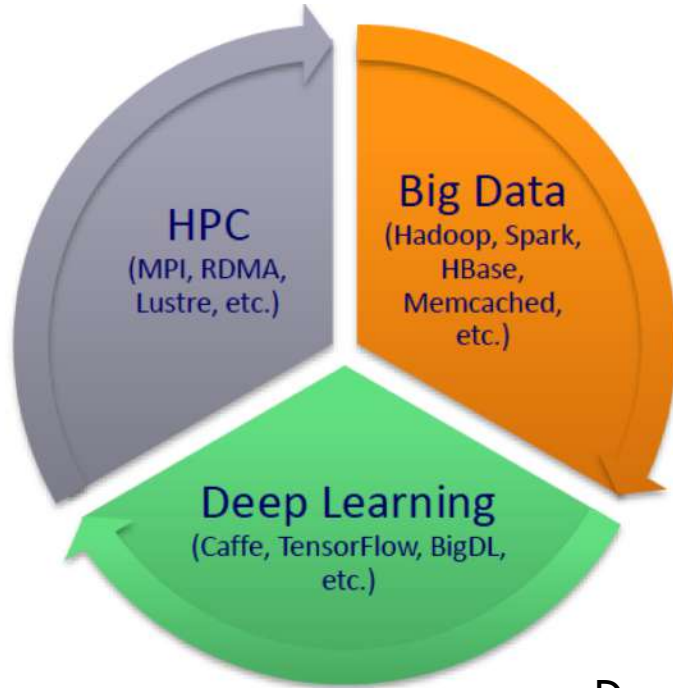 HPC
(MPI, RDMA,
Lustre, etc.)
Big Data
(Hadoop, Spark,
HBase,
Memcached,
etc.)
Deep Learning
(Caffe, TensorFlow, BigDL,
etc.)